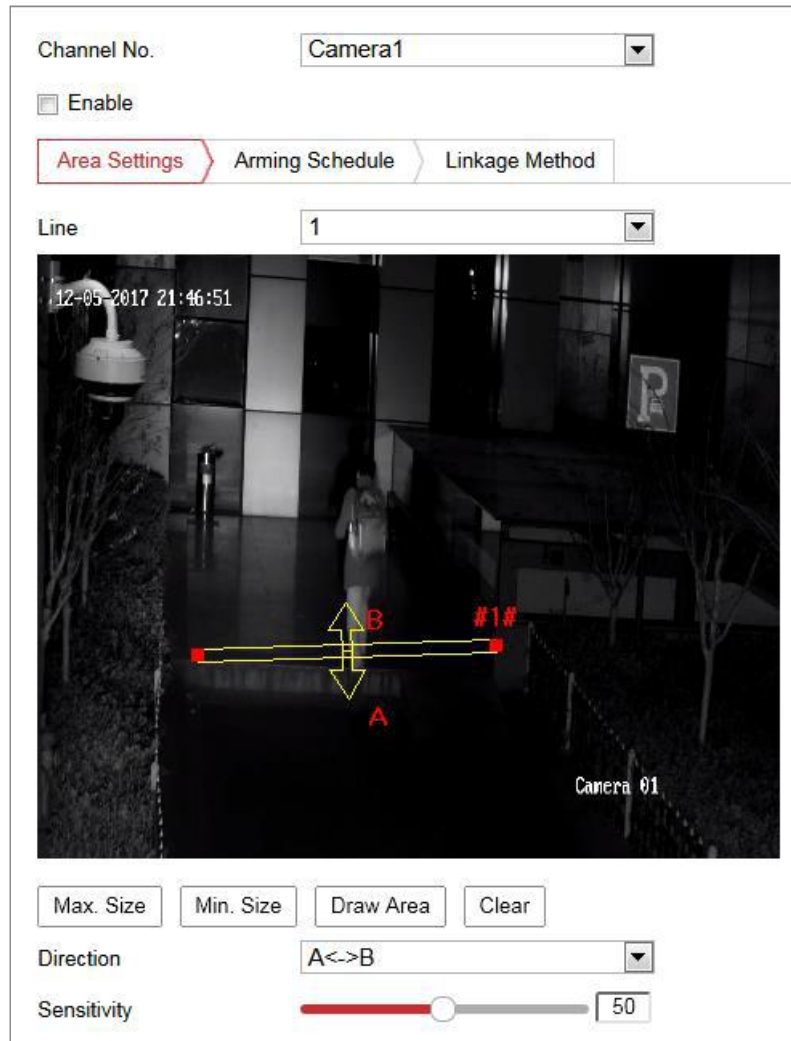 Channel No. Camera1
Enable
Area Settings Arming Schedule Linkage Method
Line 1
12-05-2017 21:46:51
P
B #1#
A
Camera 01
Max. Size Min. Size Draw Area Clear
Direction A<->B
Sensitivity 50